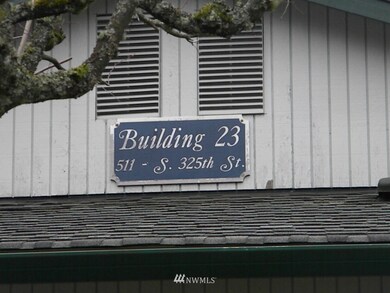 Building 23
511 - S. 325th St.
NWMLS